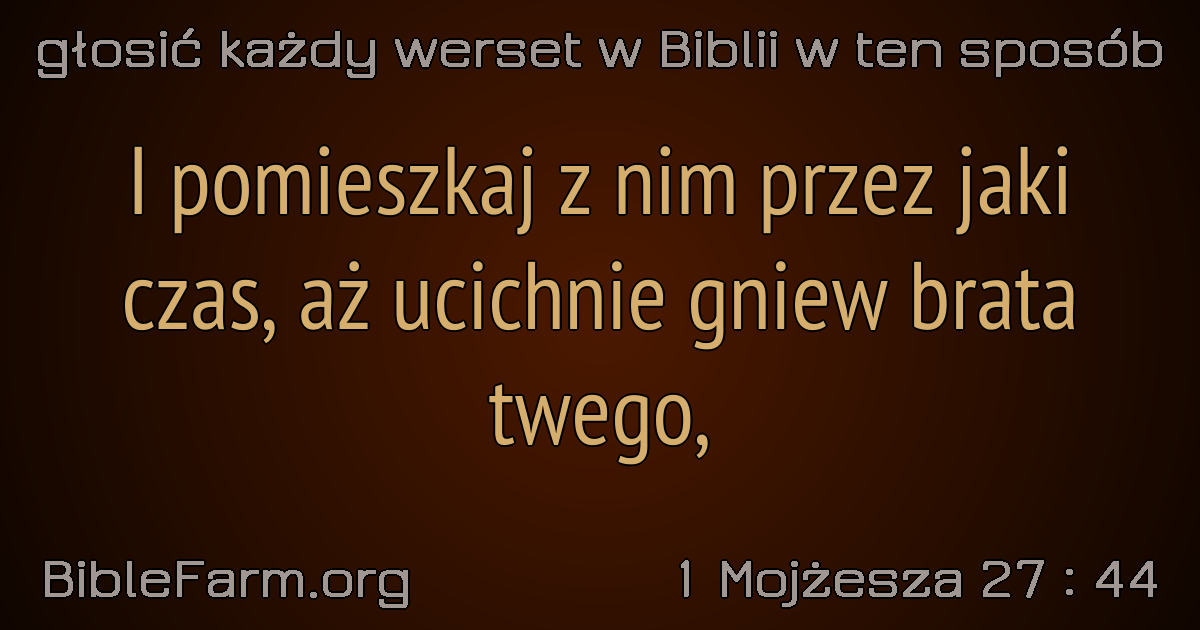 głosić każdy werset w Biblii w ten sposób
I pomieszkaj z nim przez jaki
czas, aż ucichnie gniew brata
twego,
BibleFarm.org
1 Mojżesza 27 : 44